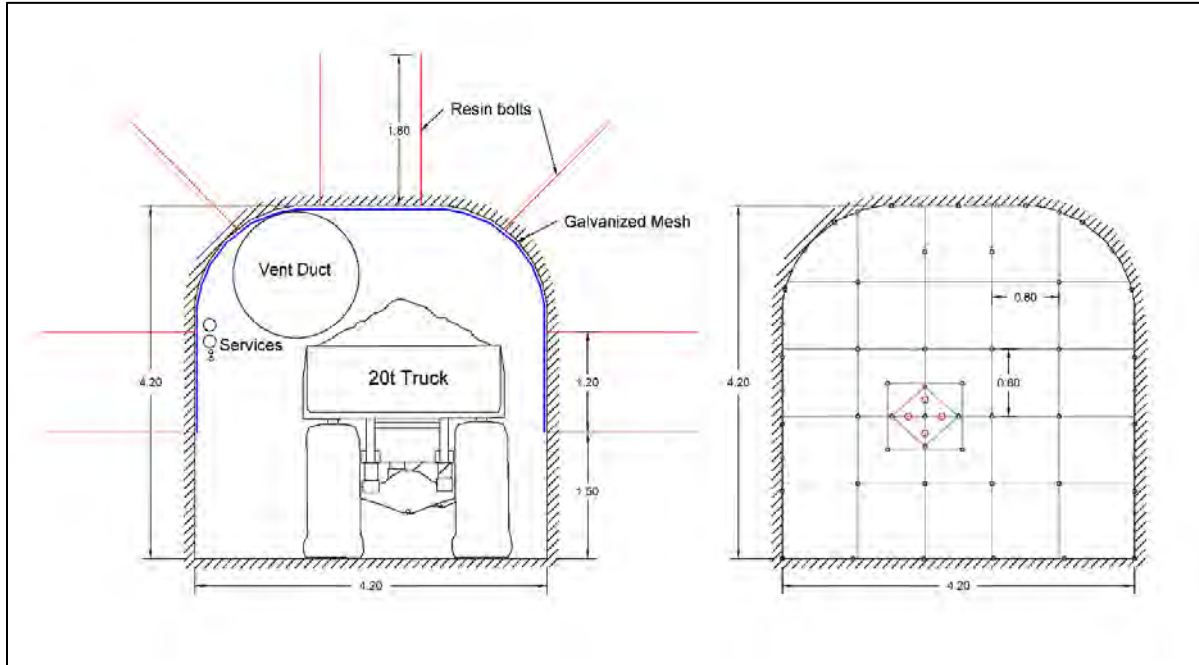 1.80
Resin bolts
Galvanized Mesh
Vent Duct
Services
20t Truck
4.20
1.20
1.50
4.20
0.80
0.80
4.20
4.20